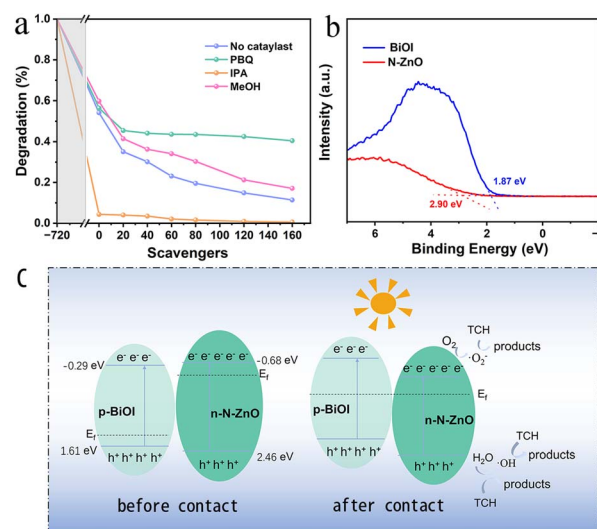 a
Degradation (%)
1.0
0.8
0.6
0.4
0.2
0.0
No cataylast
PBQ
IPA
MeOH
-720
0 20 40 60 80 100 120 140 160
Scavengers
b
Intensity (a.u.)
BiOI
N-ZnO
1.87 eV
2.90 eV
6 4 2 0 -2
Binding Energy (eV)
c
-0.29 eV
e- e- e-
p-BiOI
Ef
1.61 eV
h+ h+ h+ h+
e- e- e- e- e-
-0.68 eV
Ef
n-N-ZnO
h+ h+ h+
2.46 eV
before contact
e- e- e-
p-BiOI
h+ h+ h+ h+
e- e- e- e- e-
Ef
n-N-ZnO
h+ h+ h+
O2
·O2-
TCH
products
H2O
·OH
TCH
products
products
TCH
after contact